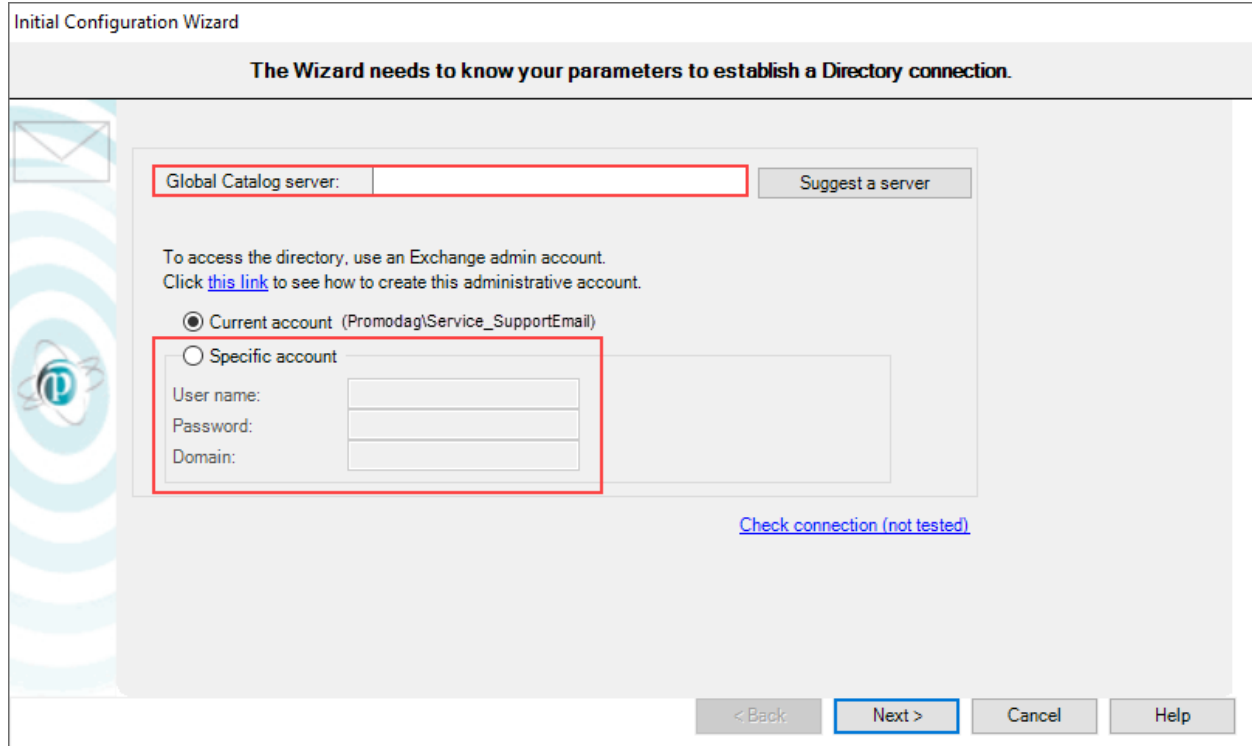 Initial Configuration Wizard
The Wizard needs to know your parameters to establish a Directory connection.
Global Catalog server:
Suggest a server
To access the directory, use an Exchange admin account.
Click this link to see how to create this administrative account.
Current account (Promodag\Service_SupportEmail)
Specific account
User name:
Password:
Domain:
Check connection (not tested)
< Back
Next >
Cancel
Help